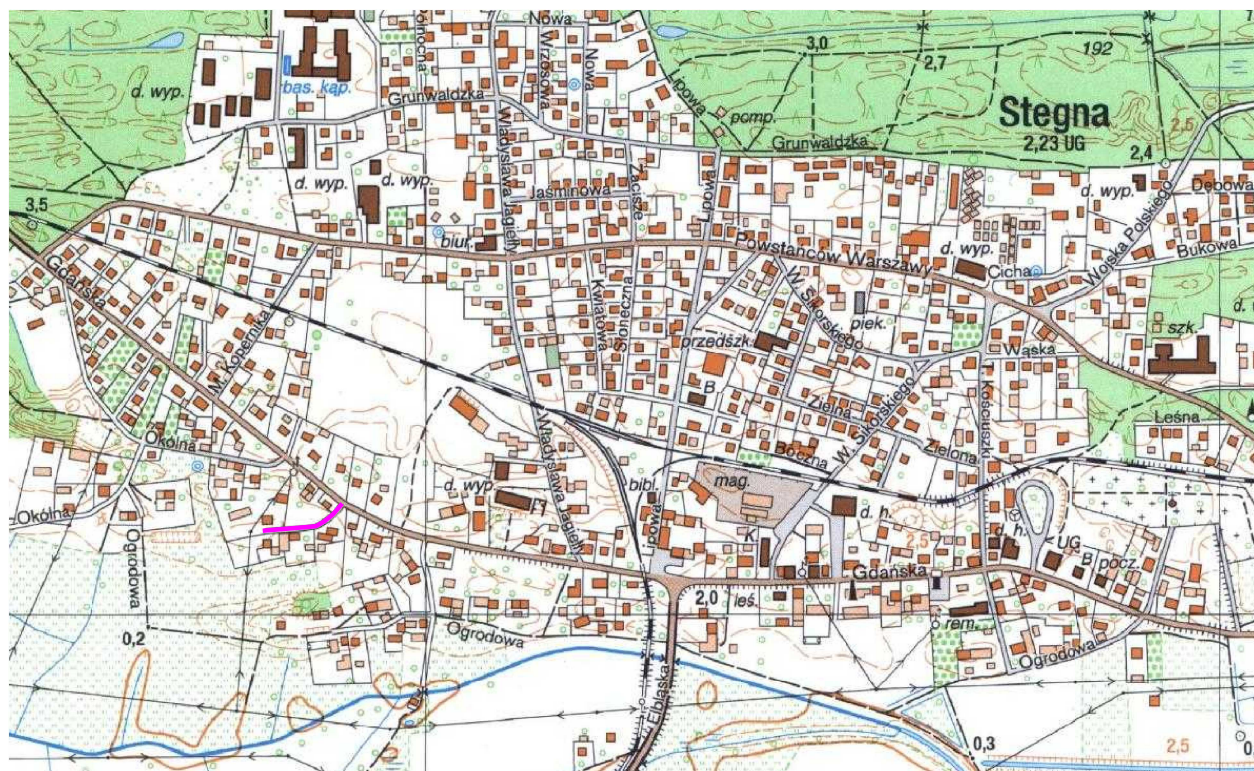 Nowa
3,0
192
Północna
Wrzosowa
Nowa
2,7
d. wyp.
bas. kąp.
Lipowa
Stegna
Grunwaldzka
pomp.
2,5
Władysława Jagiełły
Grunwaldzka
2,23 UG
2,4
d. wyp.
d. wyp.
Jaśminowa
Zacisze
Lipowa
d. wyp.
Dębowa
3,5
biur.
Powstańców Warszawy
d. wyp.
Wojska Polskiego
Bukowa
Cicha
Gdańska
Kwiatowa
Słoneczna
W. Sikorskiego
piek.
d.
szk.
M. Kopernika
przedszk.
Wąska
B
T. Kościuszki
Zielna
W. Sikorskiego
Leśna
Okólna
Władysława Jagiełły
Boczna
Zielona
d. wyp.
bibl.
mag.
Okólna
Lipowa
d. h.
K
2,5
d. h.
UG
Ogrodowa
Gdańska
B
pocz.
2,0
leś.
0,2
Ogrodowa
rem.
Ogrodowa
Elbląska
0,3
2,5
0